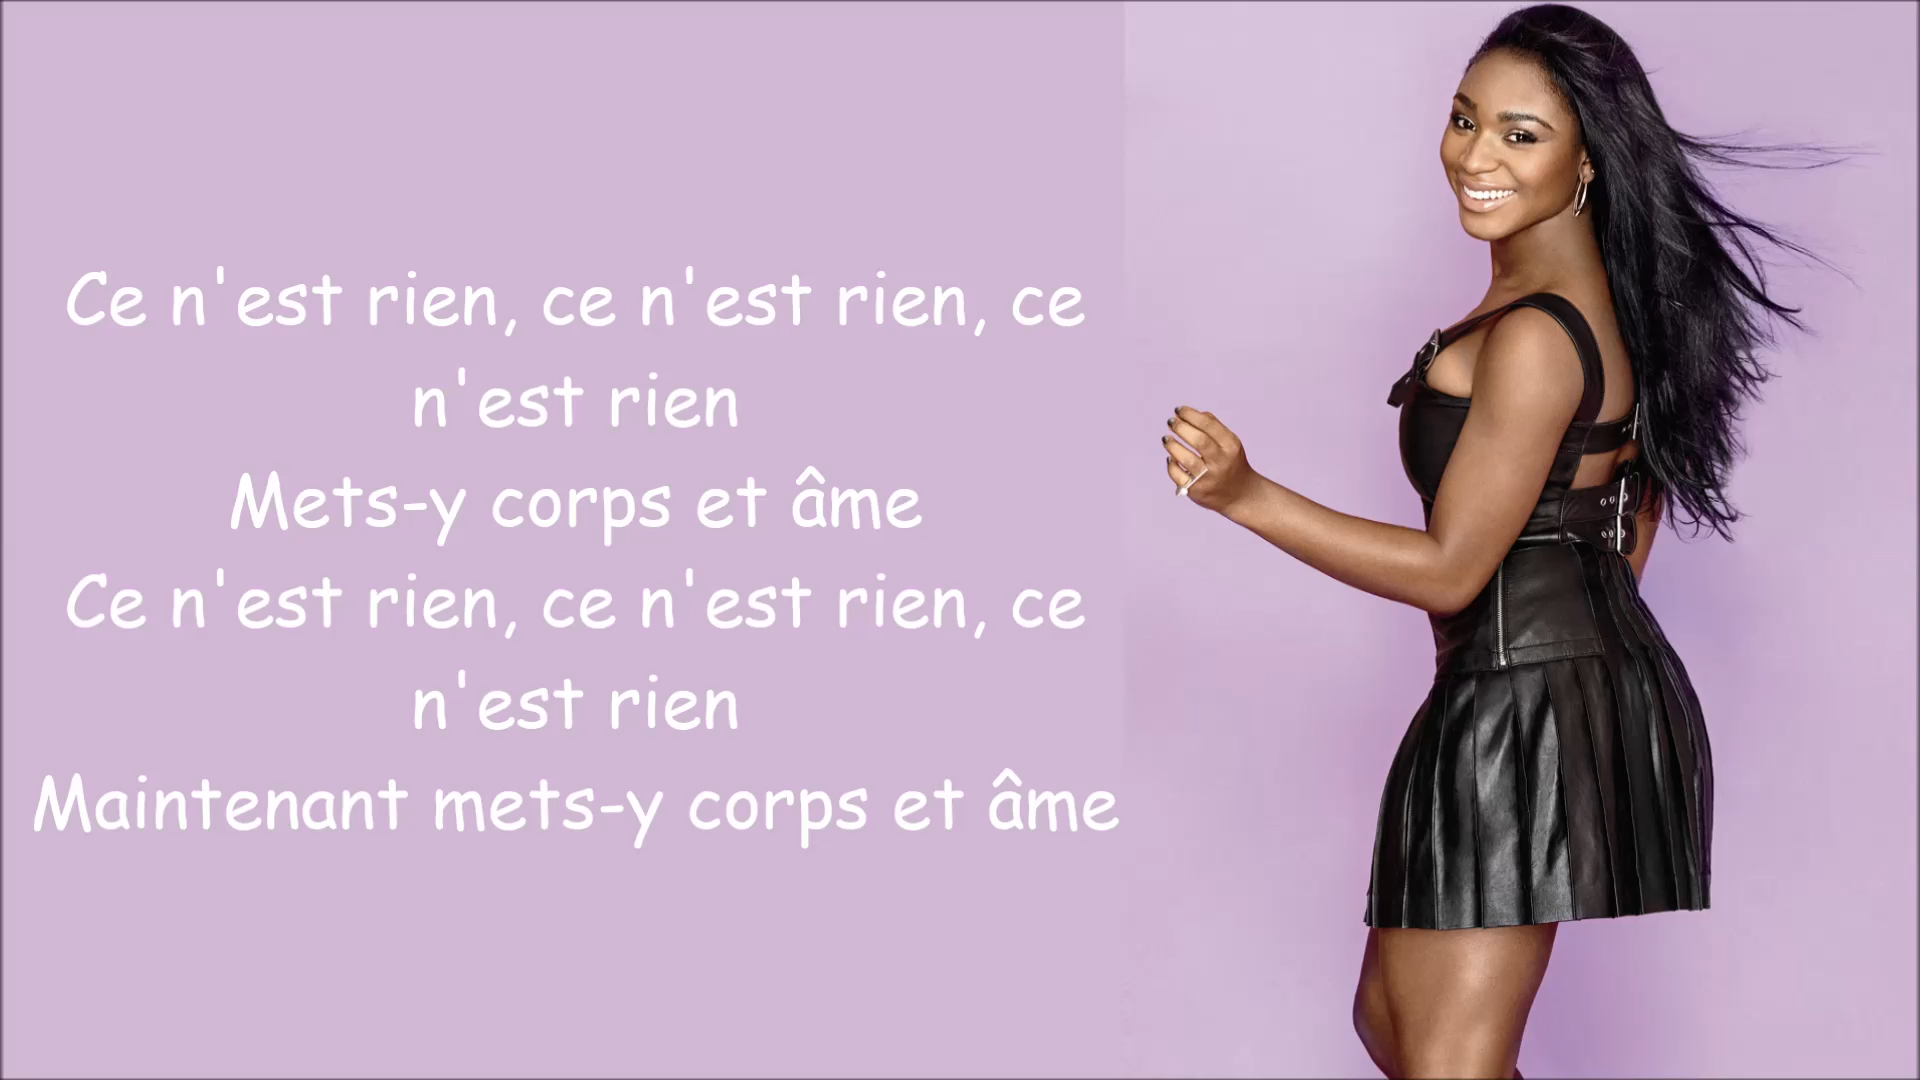 Ce n'est rien, ce n'est rien, ce
n'est rien
Mets-y corps et âme
Ce n'est rien, ce n'est rien, ce
n'est rien
Maintenant mets-y corps et âme